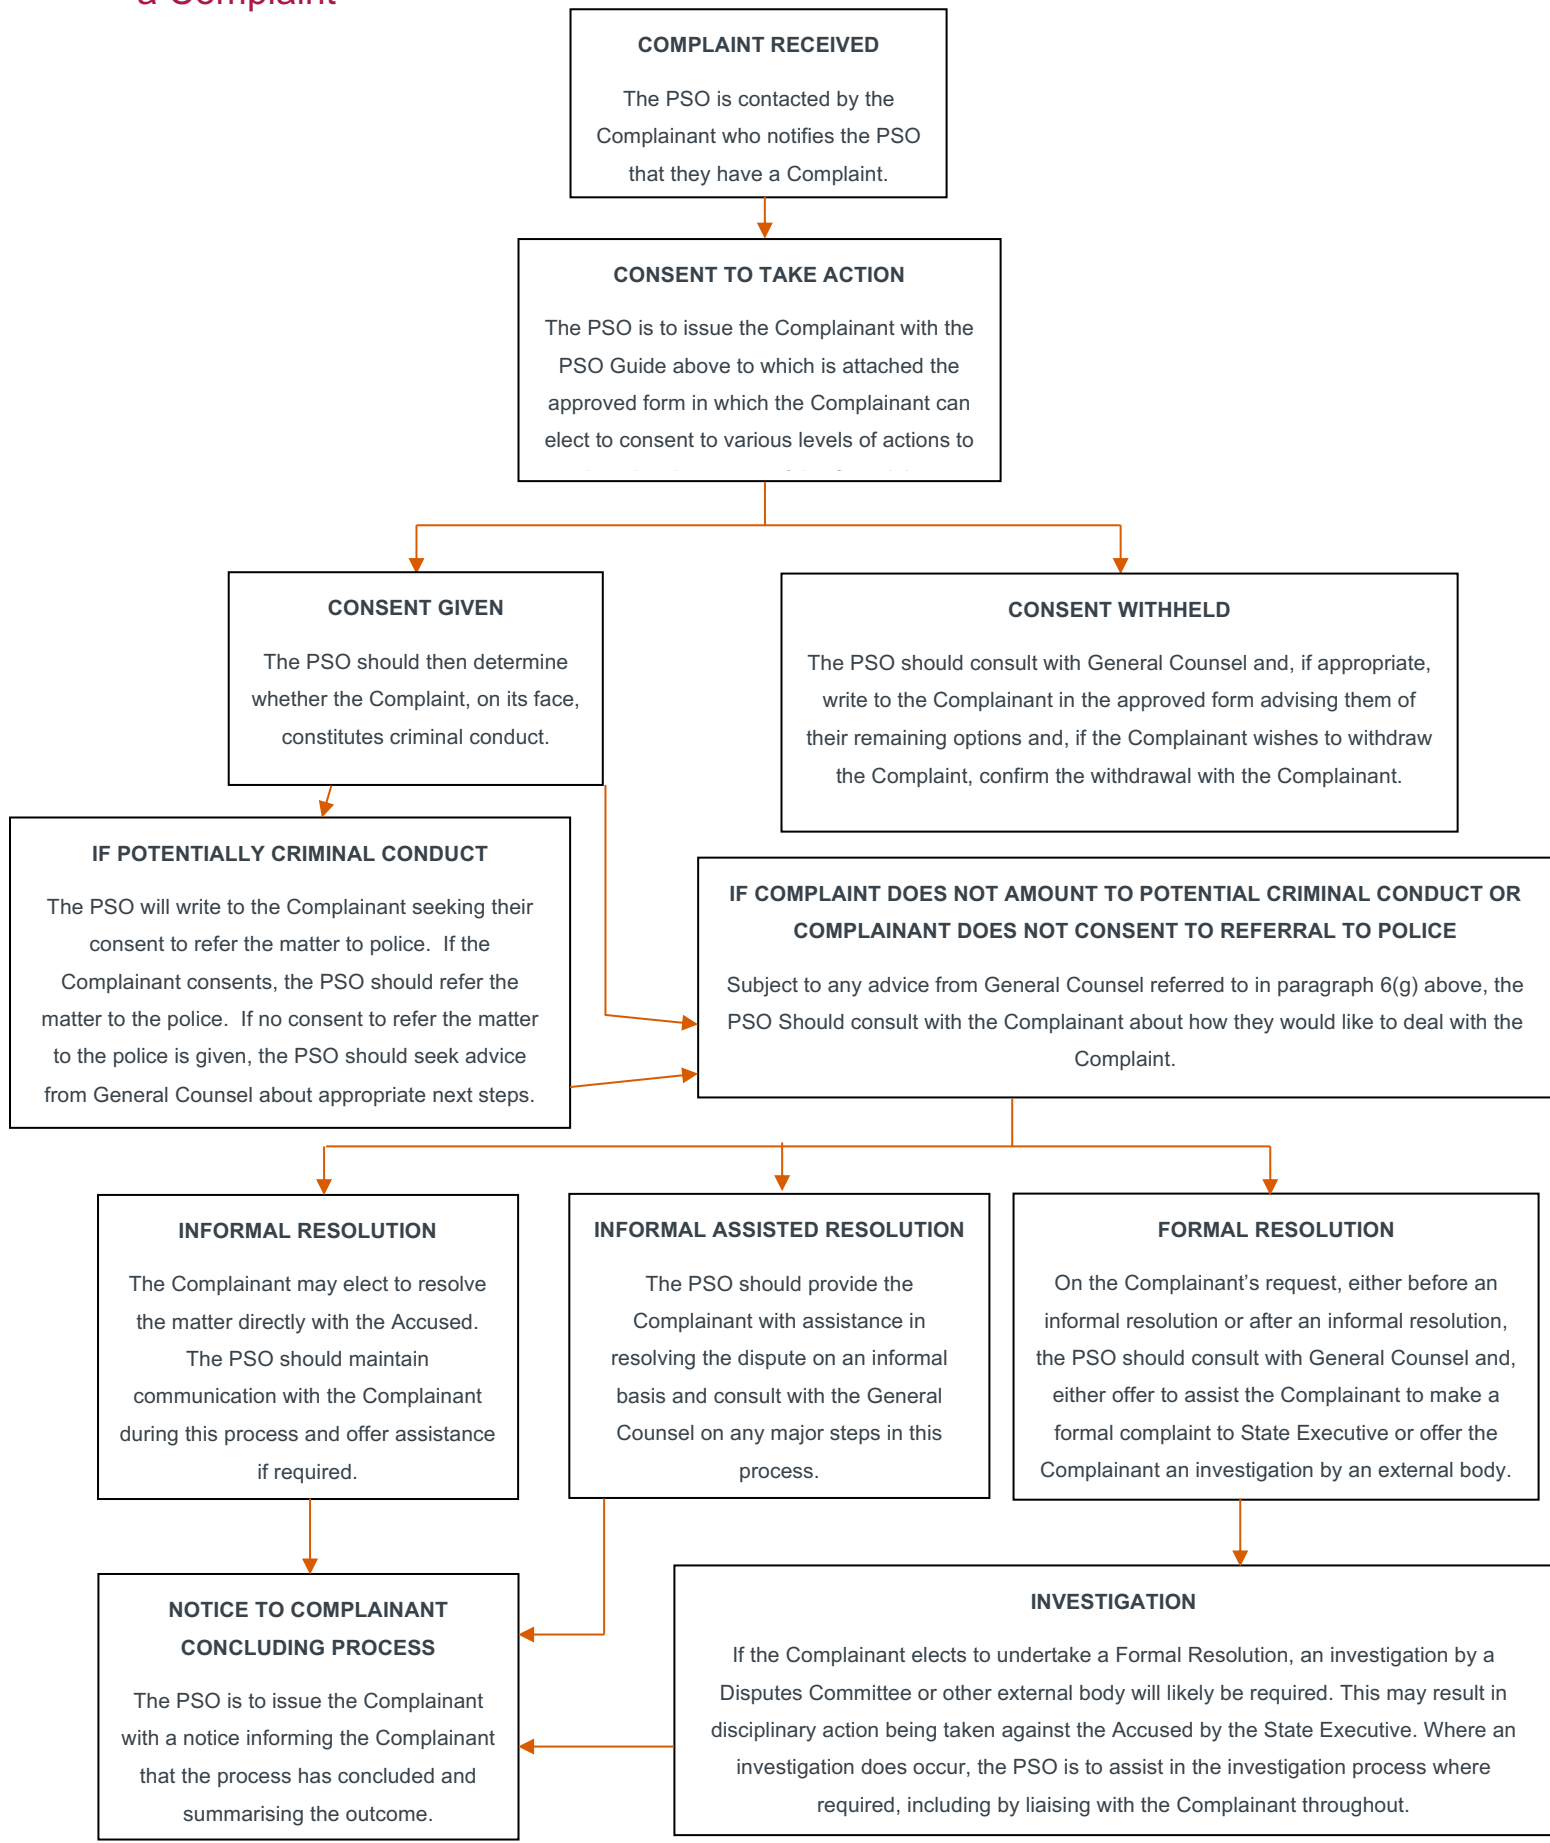 a Complaint
COMPLAINT RECEIVED
The PSO is contacted by the
Complainant who notifies the PSO
that they have a Complaint.
CONSENT TO TAKE ACTION
The PSO is to issue the Complainant with the
PSO Guide above to which is attached the
approved form in which the Complainant can
elect to consent to various levels of actions to
CONSENT GIVEN
The PSO should then determine
whether the Complaint, on its face,
constitutes criminal conduct.
CONSENT WITHHELD
The PSO should consult with General Counsel and, if appropriate,
write to the Complainant in the approved form advising them of
their remaining options and, if the Complainant wishes to withdraw
the Complaint, confirm the withdrawal with the Complainant.
IF POTENTIALLY CRIMINAL CONDUCT
The PSO will write to the Complainant seeking their
consent to refer the matter to police.  If the
Complainant consents, the PSO should refer the
matter to the police.  If no consent to refer the matter
to the police is given, the PSO should seek advice
from General Counsel about appropriate next steps.
IF COMPLAINT DOES NOT AMOUNT TO POTENTIAL CRIMINAL CONDUCT OR
COMPLAINANT DOES NOT CONSENT TO REFERRAL TO POLICE
Subject to any advice from General Counsel referred to in paragraph 6(g) above, the
PSO Should consult with the Complainant about how they would like to deal with the
Complaint.
INFORMAL RESOLUTION
The Complainant may elect to resolve
the matter directly with the Accused.
The PSO should maintain
communication with the Complainant
during this process and offer assistance
if required.
INFORMAL ASSISTED RESOLUTION
The PSO should provide the
Complainant with assistance in
resolving the dispute on an informal
basis and consult with the General
Counsel on any major steps in this
process.
FORMAL RESOLUTION
On the Complainant’s request, either before an
informal resolution or after an informal resolution,
the PSO should consult with General Counsel and,
either offer to assist the Complainant to make a
formal complaint to State Executive or offer the
Complainant an investigation by an external body.
NOTICE TO COMPLAINANT
CONCLUDING PROCESS
The PSO is to issue the Complainant
with a notice informing the Complainant
that the process has concluded and
summarising the outcome.
INVESTIGATION
If the Complainant elects to undertake a Formal Resolution, an investigation by a
Disputes Committee or other external body will likely be required. This may result in
disciplinary action being taken against the Accused by the State Executive. Where an
investigation does occur, the PSO is to assist in the investigation process where
required, including by liaising with the Complainant throughout.